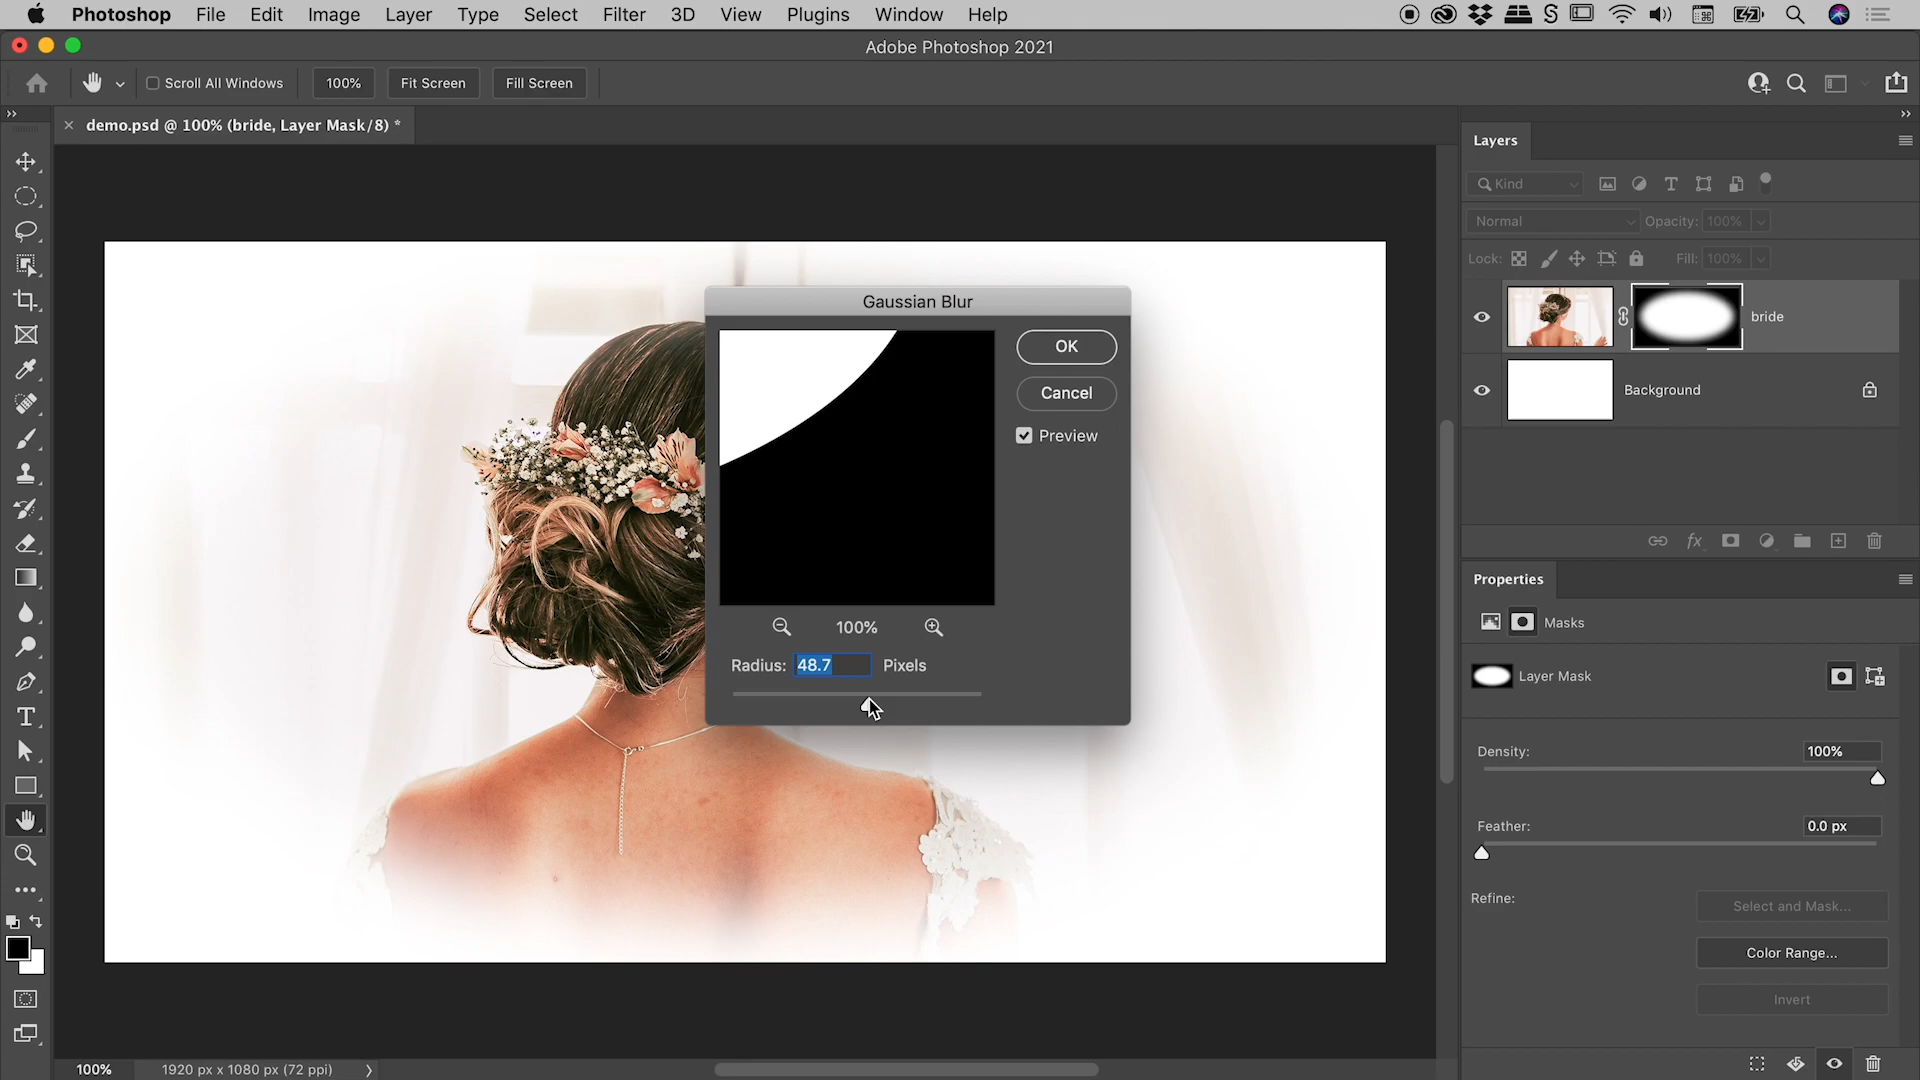 Photoshop File Edit Image Layer Type Select Filter 3D View Plugins Window Help
Adobe Photoshop 2021
Scroll All Windows 100% Fit Screen Fill Screen
demo.psd @ 100% (bride, Layer Mask/8) *
Layers
Kind
Normal Opacity: 100%
Lock: Fill: 100%
bride
Background
Gaussian Blur
OK
Cancel
Preview
100%
Radius: 48.7 Pixels
Properties
Masks
Layer Mask
Density: 100%
Feather: 0.0 px
Refine:
Select and Mask...
Color Range...
Invert
100% 1920 px x 1080 px (72 ppi)